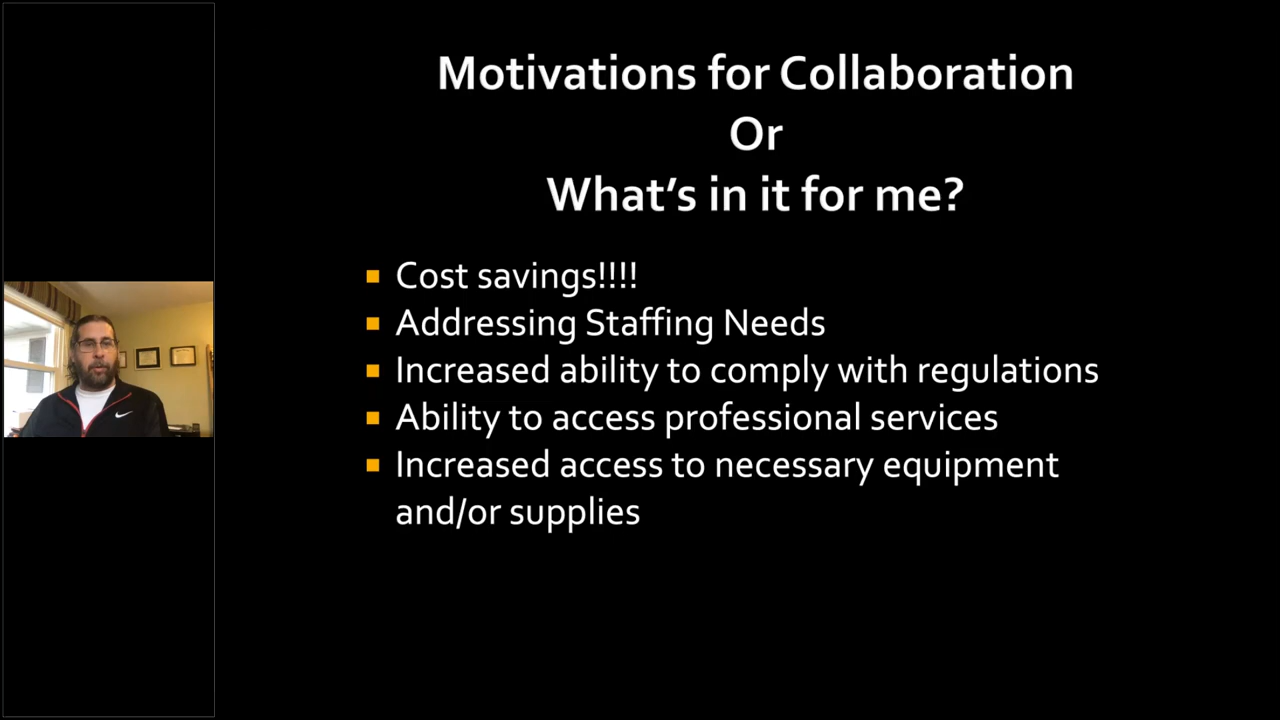 Motivations for Collaboration
Or
What's in it for me?
Cost savings!!!!
Addressing Staffing Needs
Increased ability to comply with regulations
Ability to access professional services
Increased access to necessary equipment
and/or supplies